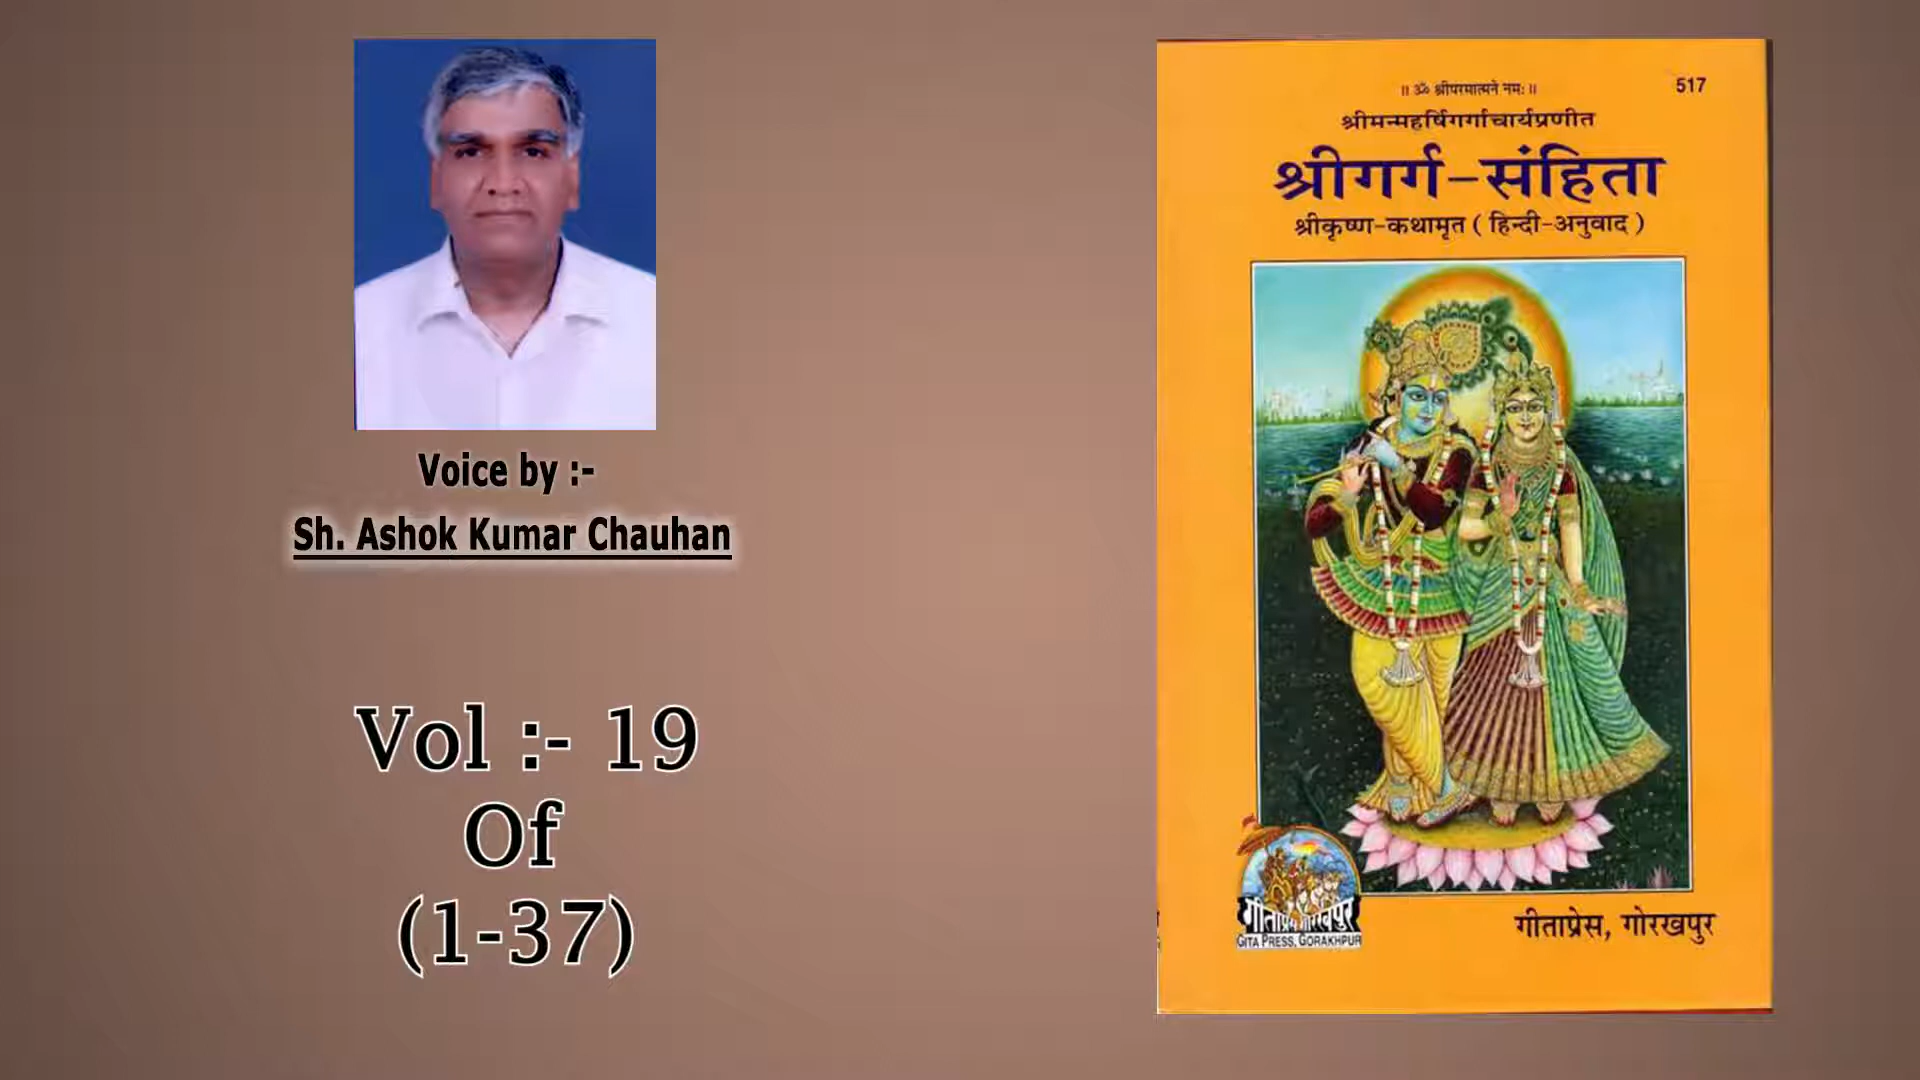 Voice by :-
Sh. Ashok Kumar Chauhan
Vol :- 19
Of
(1-37)
॥ ॐ श्रीपरमात्मने नमः ॥
517
श्रीमन्महर्षिगर्गाचार्यप्रणीत
श्रीगर्ग-संहिता
श्रीकृष्ण-कथामृत ( हिन्दी-अनुवाद )
गीताप्रेस गोरखपुर
GITA PRESS, GORAKHPUR
गीताप्रेस, गोरखपुर